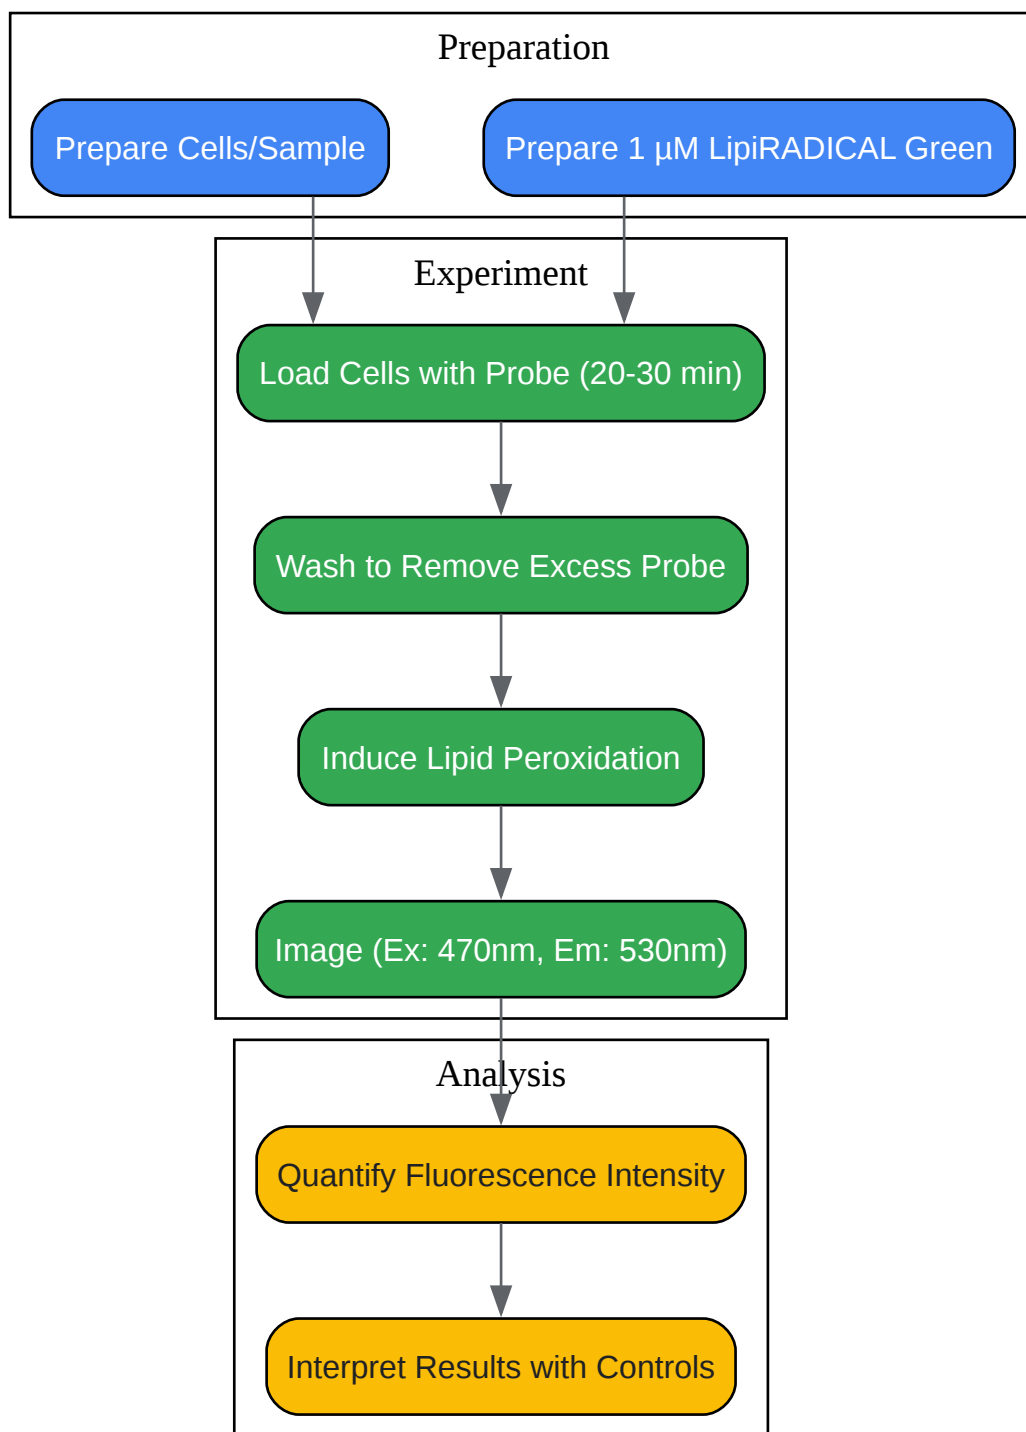 Preparation
Prepare Cells/Sample
Prepare 1 µM LipiRADICAL Green
Experiment
Load Cells with Probe (20-30 min)
Wash to Remove Excess Probe
Induce Lipid Peroxidation
Image (Ex: 470nm, Em: 530nm)
Analysis
Quantify Fluorescence Intensity
Interpret Results with Controls